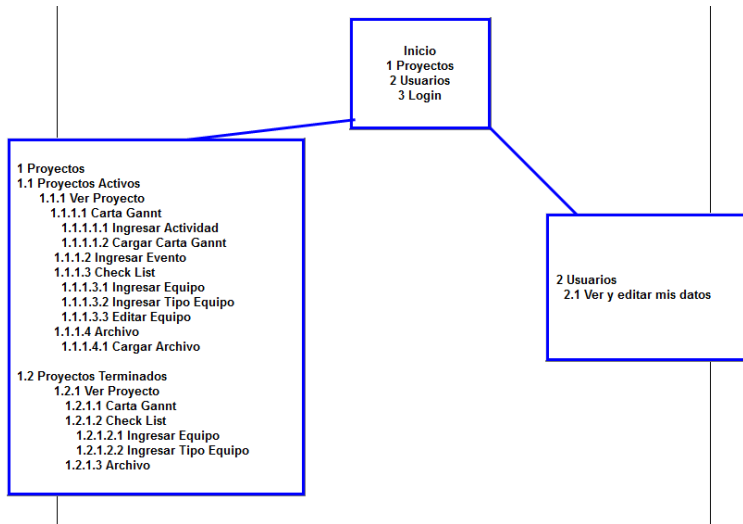 Inicio
1 Proyectos
2 Usuarios
3 Login
1 Proyectos
1.1 Proyectos Activos
1.1.1 Ver Proyecto
1.1.1.1 Carta Gannt
1.1.1.1.1 Ingresar Actividad
1.1.1.1.2 Cargar Carta Gannt
1.1.1.2 Ingresar Evento
1.1.1.3 Check List
1.1.1.3.1 Ingresar Equipo
1.1.1.3.2 Ingresar Tipo Equipo
1.1.1.3.3 Editar Equipo
1.1.1.4 Archivo
1.1.1.4.1 Cargar Archivo
1.2 Proyectos Terminados
1.2.1 Ver Proyecto
1.2.1.1 Carta Gannt
1.2.1.2 Check List
1.2.1.2.1 Ingresar Equipo
1.2.1.2.2 Ingresar Tipo Equipo
1.2.1.3 Archivo
2 Usuarios
2.1 Ver y editar mis datos